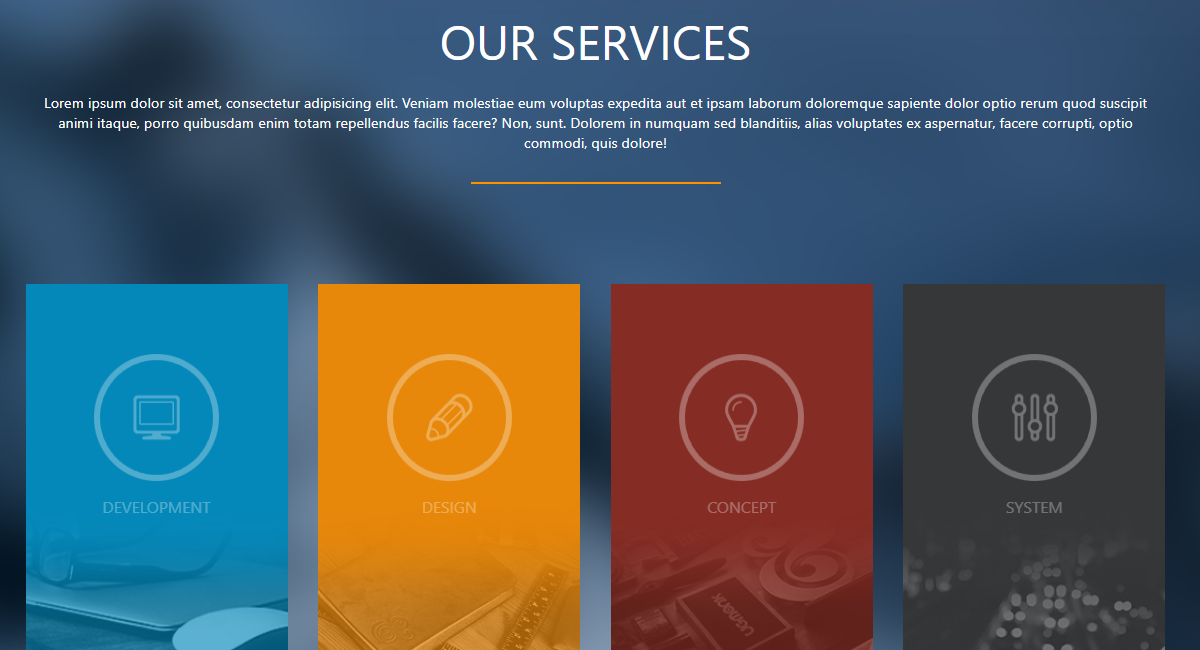 OUR SERVICES
Lorem ipsum dolor sit amet, consectetur adipisicing elit. Veniam molestiae eum voluptas expedita aut et ipsam laborum doloremque sapiente dolor optio rerum quod suscipit
animi itaque, porro quibusdam enim totam repellendus facilis facere? Non, sunt. Dolorem in numquam sed blanditiis, alias voluptates ex aspernatur, facere corrupti, optio
commodi, quis dolore!
DEVELOPMENT
DESIGN
CONCEPT
SYSTEM